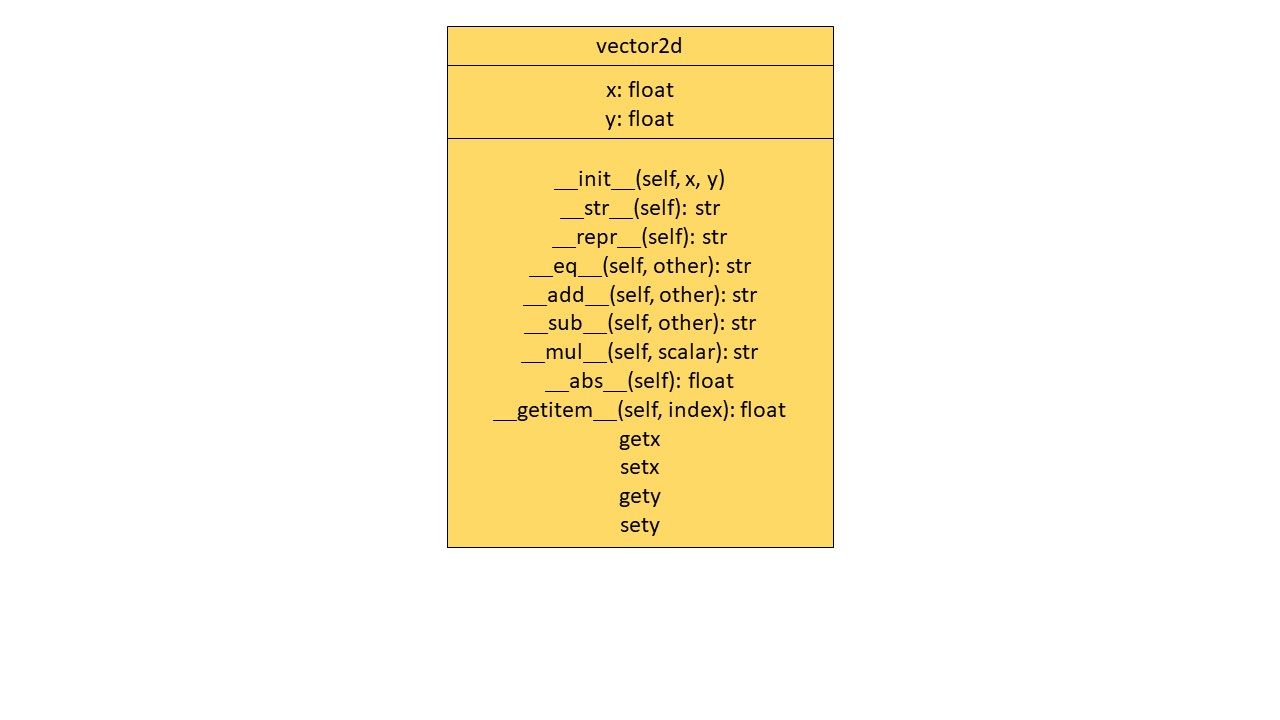 vector2d
x: float
y: float
__init__(self, x, y)
__str__(self): str
__repr__(self): str
__eq__(self, other): str
__add__(self, other): str
__sub__(self, other): str
__mul__(self, scalar): str
__abs__(self): float
__getitem__(self, index): float
getx
setx
gety
sety